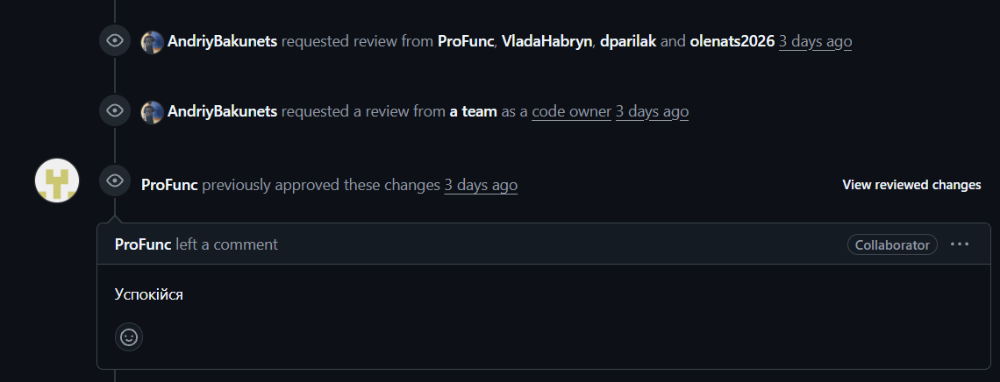 AndriyBakunets requested review from ProFunc, VladaHabryn, dparilak and olenats2026 3 days ago
AndriyBakunets requested a review from a team as a code owner 3 days ago
ProFunc previously approved these changes 3 days ago View reviewed changes
ProFunc left a comment Collaborator
Успокійся